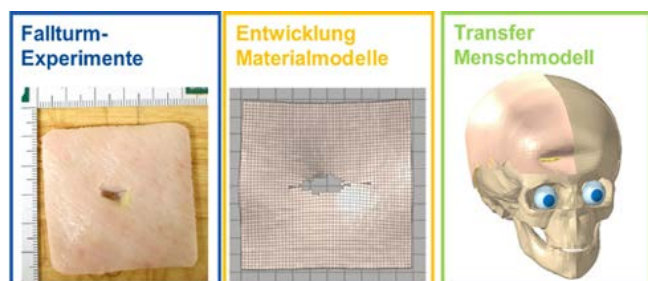 Fallturm-
Experimente
Entwicklung
Materialmodelle
Transfer
Menschmodell